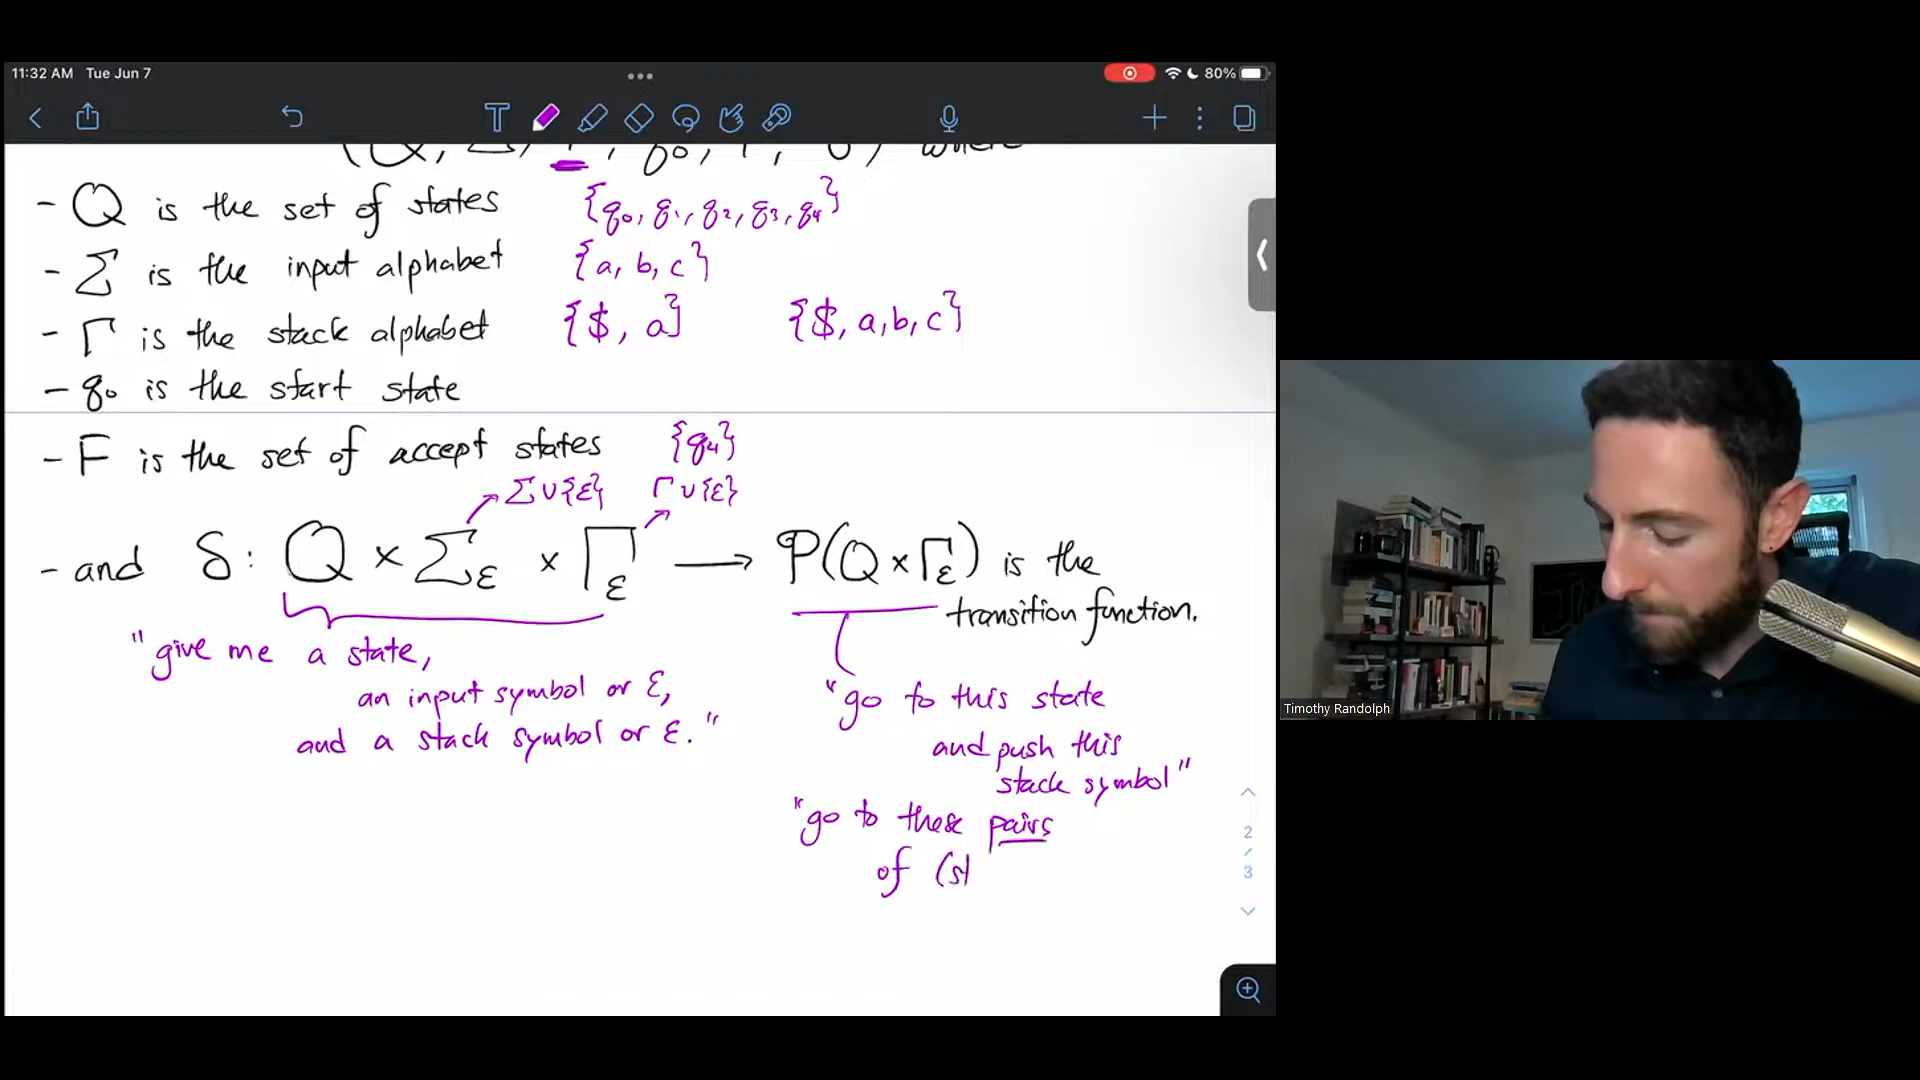 11:32 AM Tue Jun 7
80%
(Q, Σ, Γ, q0, F, δ) where
- Q is the set of states {q0, q1, q2, q3, q4}
- Σ is the input alphabet {a, b, c}
- Γ is the stack alphabet {$, a} {$, a, b, c}
- q0 is the start state
- F is the set of accept states {q4}
Σ ∪ {ε} Γ ∪ {ε}
- and δ: Q × Σε × Γε → P(Q × Γε) is the
transition function.
"give me a state,
an input symbol or ε,
and a stack symbol or ε."
"go to this state
and push this
stack symbol"
"go to these pairs
of (st
2
/
3
Timothy Randolph